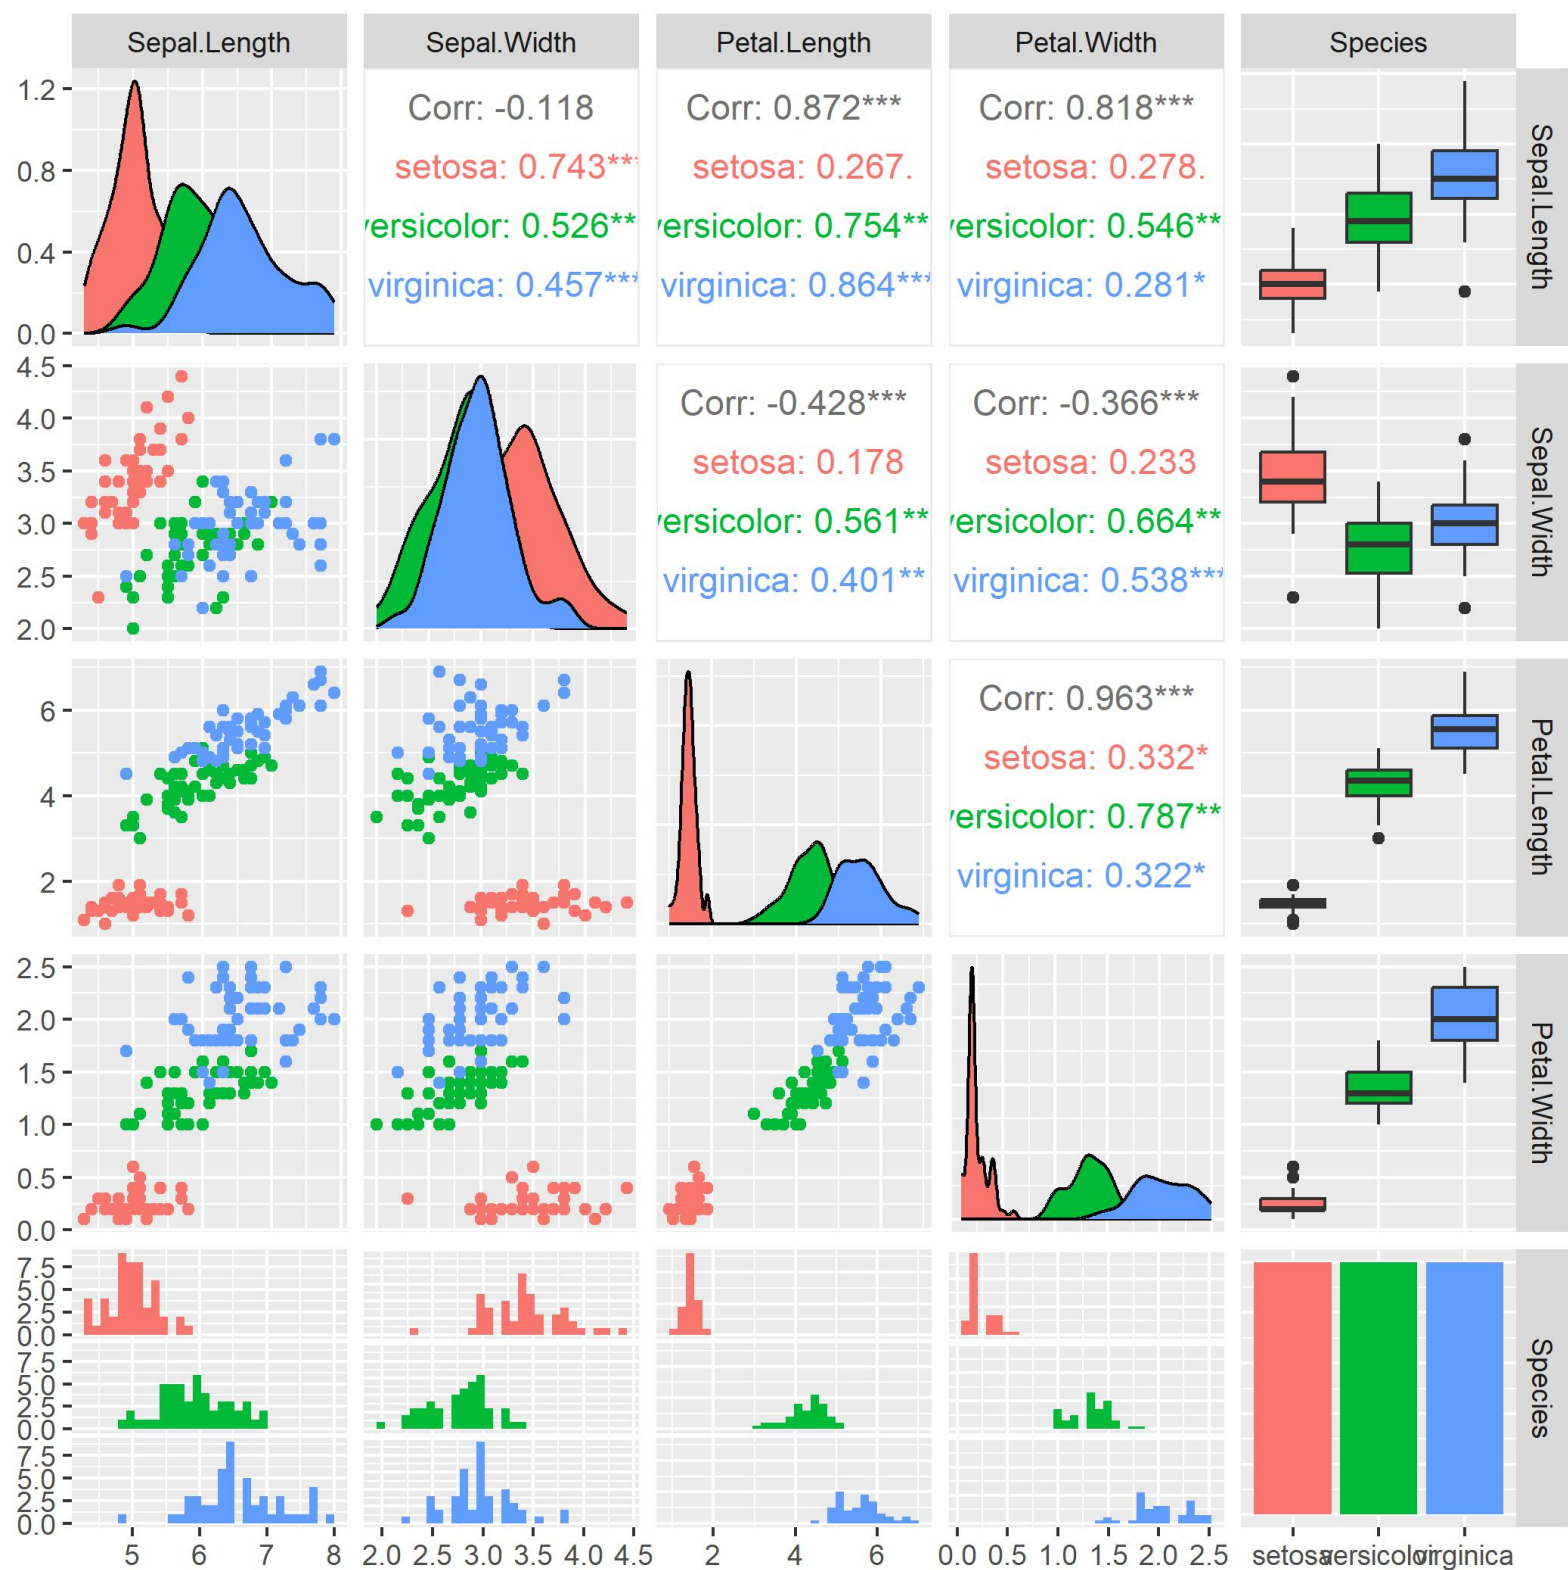 Sepal.Length Sepal.Width Petal.Length Petal.Width Species
1.2
0.8
0.4
0.0
Corr: -0.118
setosa: 0.743***
versicolor: 0.526**
virginica: 0.457***
Corr: 0.872***
setosa: 0.267.
versicolor: 0.754**
virginica: 0.864***
Corr: 0.818***
setosa: 0.278.
versicolor: 0.546**
virginica: 0.281*
Sepal.Length
4.5
4.0
3.5
3.0
2.5
2.0
Corr: -0.428***
setosa: 0.178
versicolor: 0.561**
virginica: 0.401**
Corr: -0.366***
setosa: 0.233
versicolor: 0.664**
virginica: 0.538***
Sepal.Width
6
4
2
Corr: 0.963***
setosa: 0.332*
versicolor: 0.787**
virginica: 0.322*
Petal.Length
2.5
2.0
1.5
1.0
0.5
0.0
Petal.Width
7.5
5.0
2.5
0.0
7.5
5.0
2.5
0.0
7.5
5.0
2.5
0.0
Species
5 6 7 8 2.0 2.5 3.0 3.5 4.0 4.5 2 4 6 0.0 0.5 1.0 1.5 2.0 2.5 setosa versicolor virginica